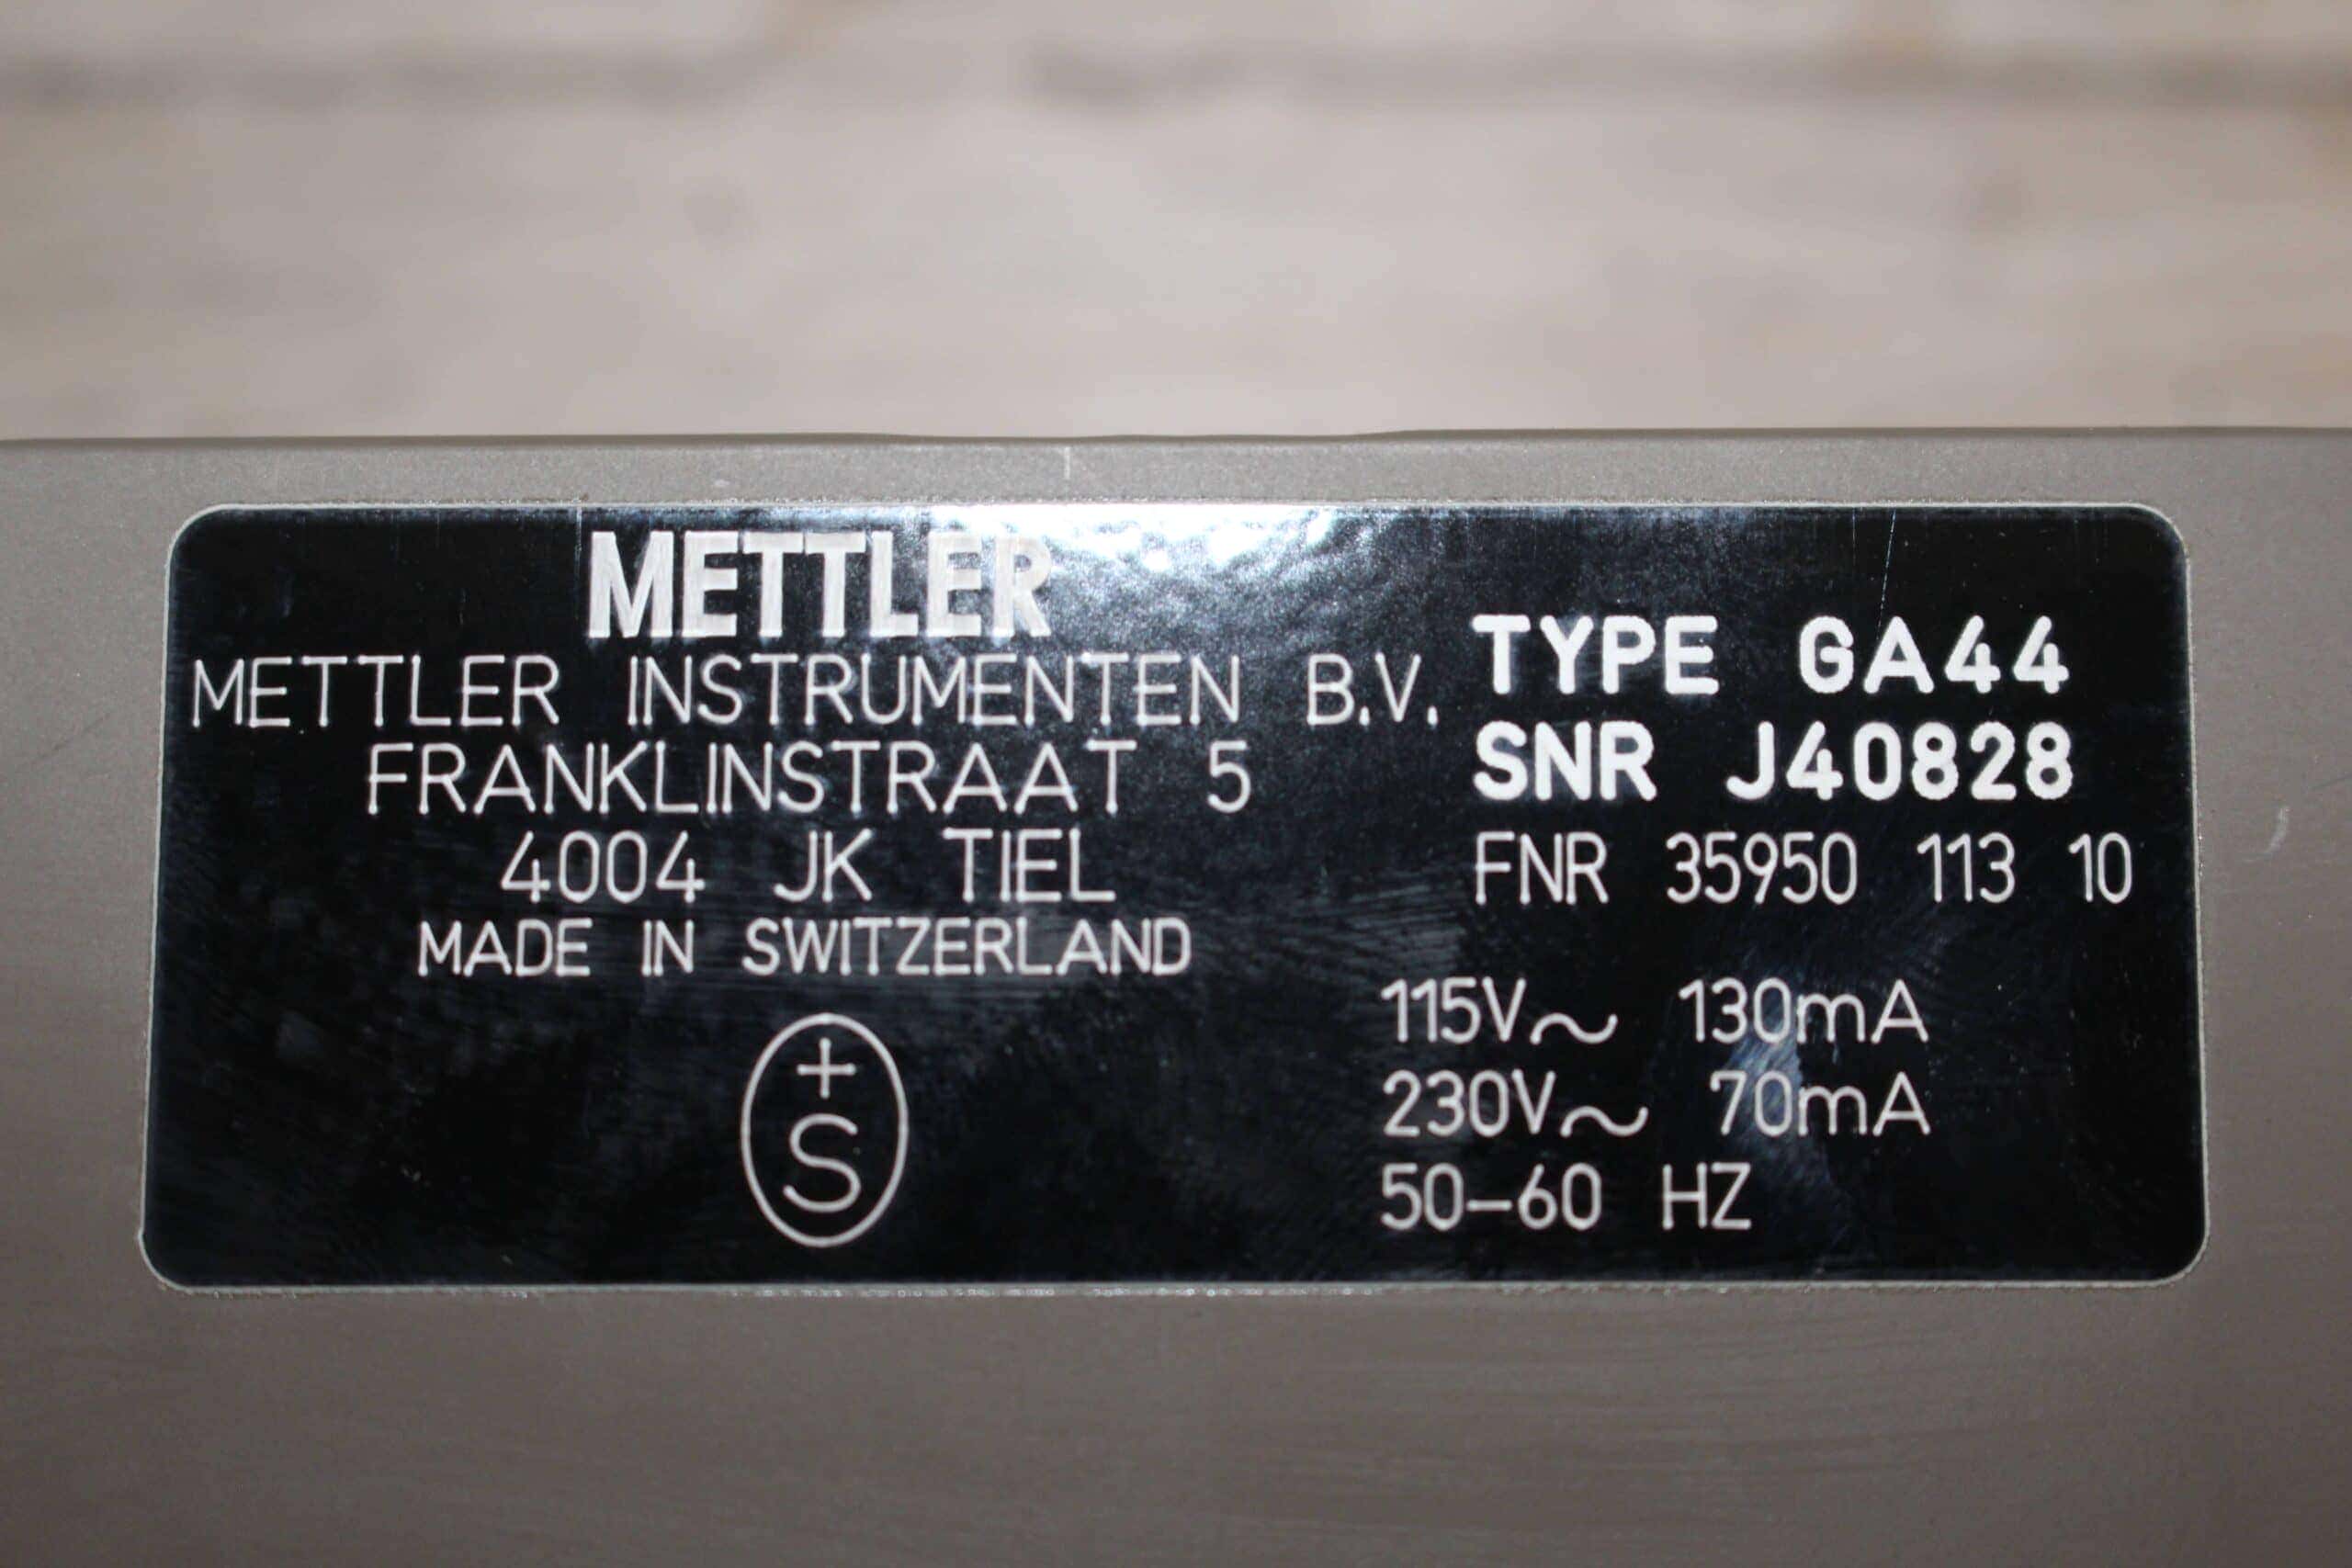 METTLER
METTLER INSTRUMENTEN B.V.
FRANKLINSTRAAT 5
4004 JK TIEL
MADE IN SWITZERLAND
+
S
TYPE GA44
SNR J40828
FNR 35950 113 10
115V~ 130mA
230V~ 70mA
50-60 HZ